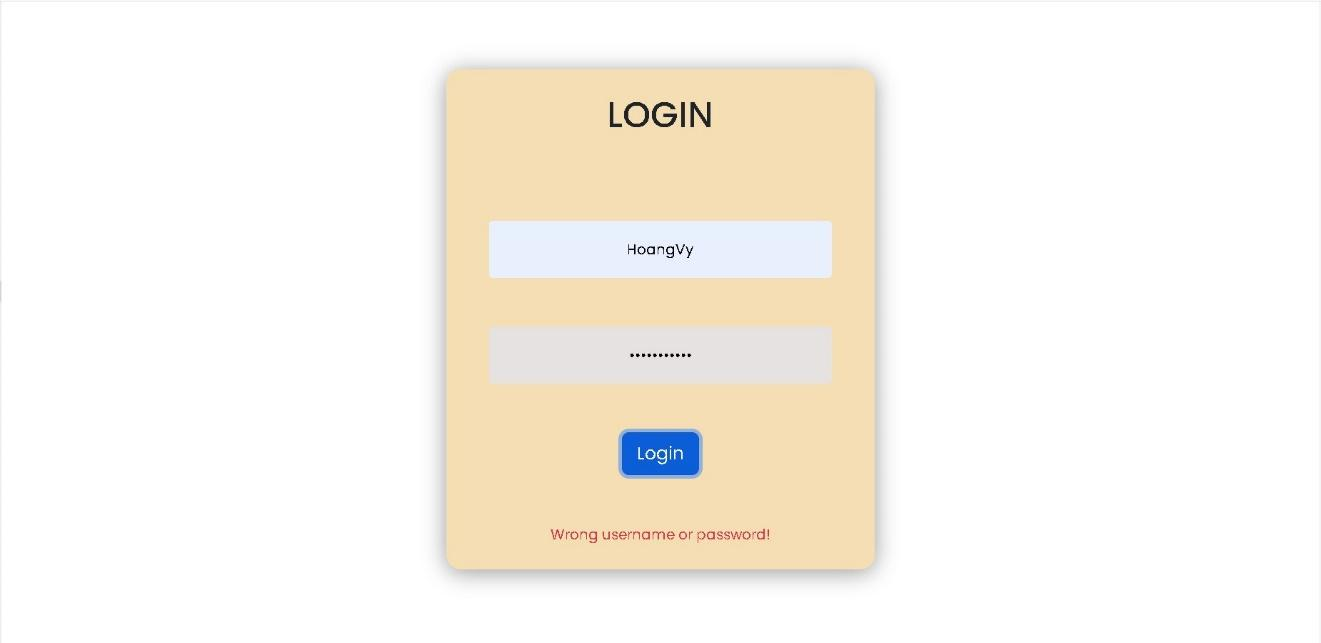 LOGIN
HoangVy
•••••••••••
Login
Wrong username or password!